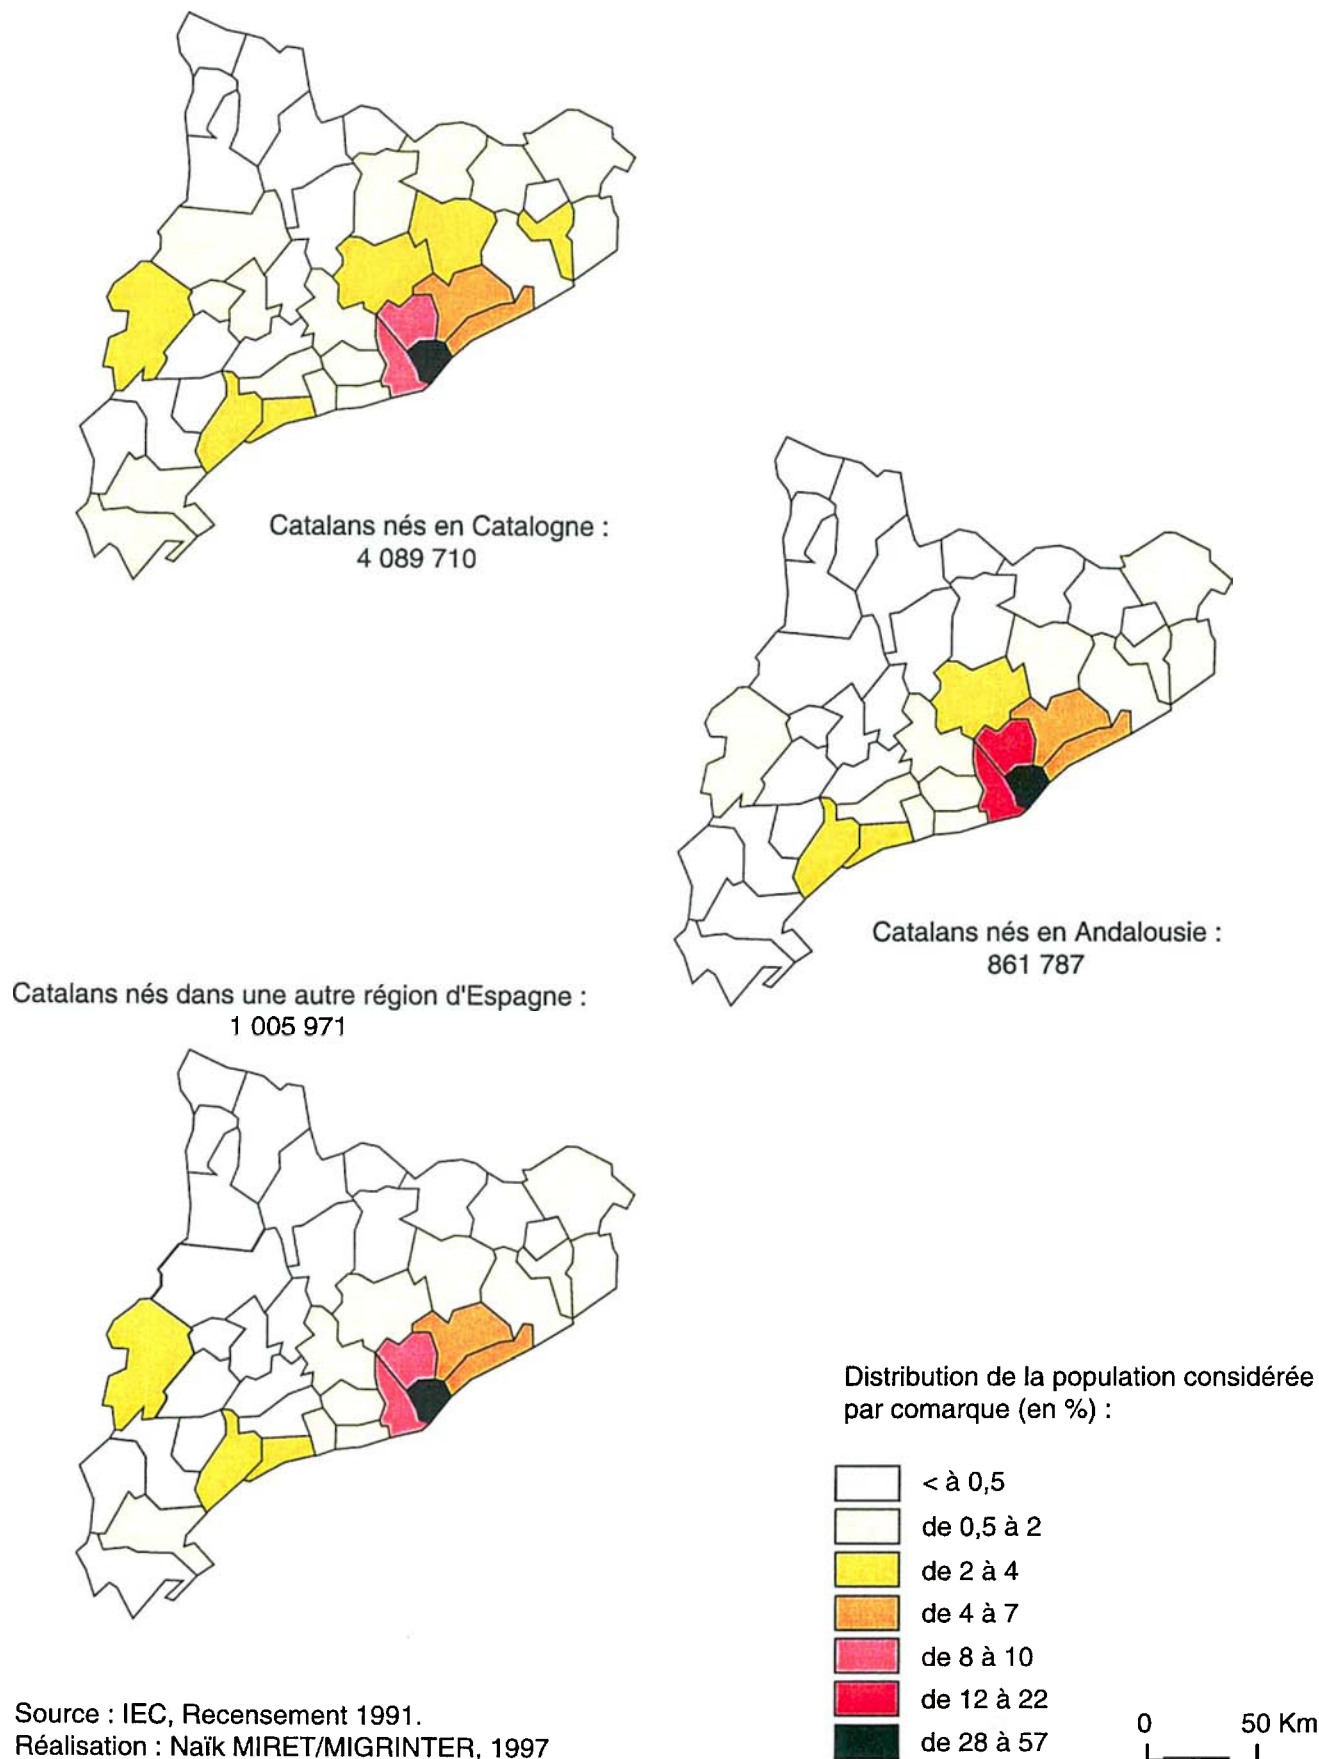 Catalans nés en Catalogne :
4 089 710
Catalans nés en Andalousie :
861 787
Catalans nés dans une autre région d'Espagne :
1 005 971
Distribution de la population considérée
par comarque (en %) :
< à 0,5
de 0,5 à 2
de 2 à 4
de 4 à 7
de 8 à 10
de 12 à 22
de 28 à 57
0 50 Km
Source : IEC, Recensement 1991.
Réalisation : Naïk MIRET/MIGRINTER, 1997